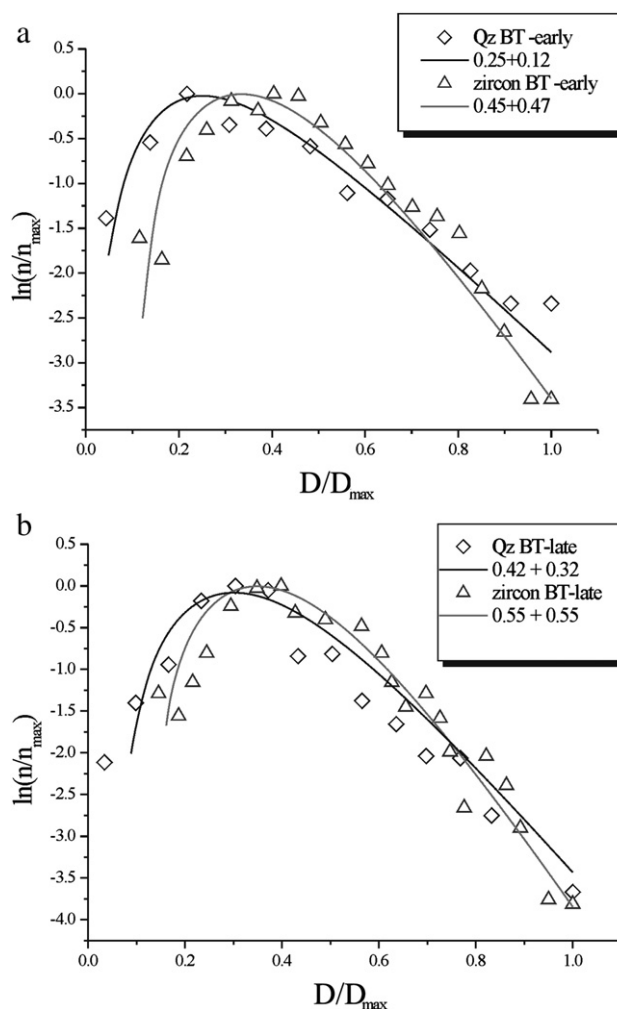 a
Qz BT -early
0.25+0.12
zircon BT -early
0.45+0.47
0.5
0.0
-0.5
-1.0
-1.5
-2.0
-2.5
-3.0
-3.5
ln(n/n_max)
0.0 0.2 0.4 0.6 0.8 1.0
D/D_max
b
Qz BT-late
0.42 + 0.32
zircon BT-late
0.55 + 0.55
0.5
0.0
-0.5
-1.0
-1.5
-2.0
-2.5
-3.0
-3.5
-4.0
ln(n/n_max)
0.0 0.2 0.4 0.6 0.8 1.0
D/D_max